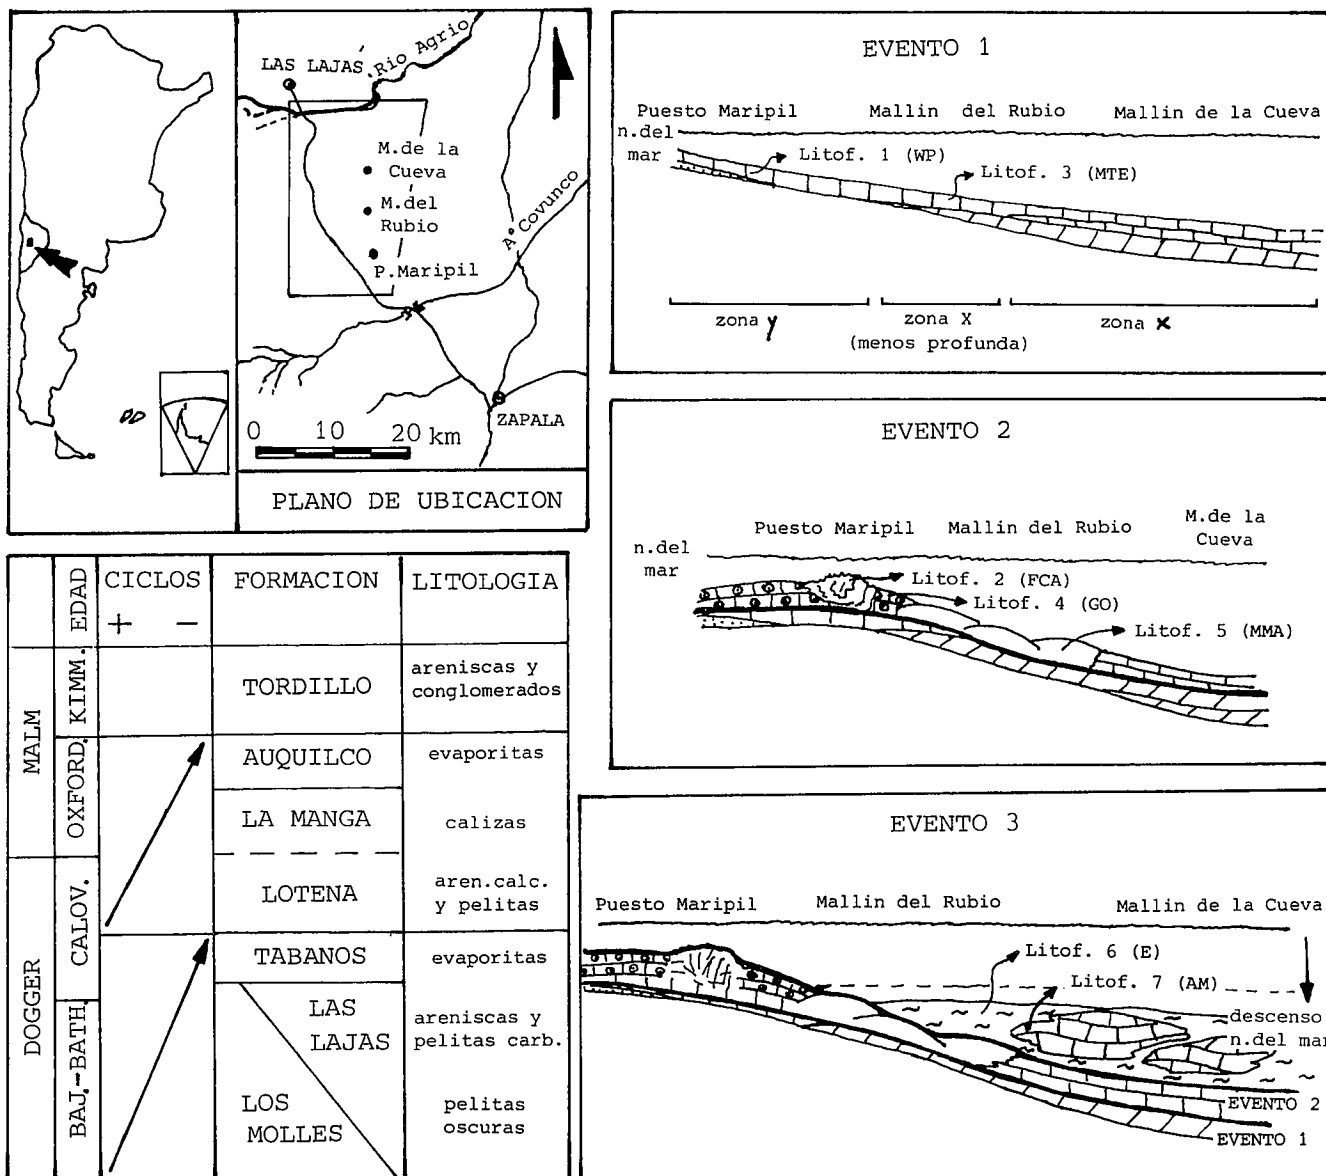 LAS LAJAS
Rio Agrio
M.de la
Cueva
M.del
Rubio
P.Maripil
A° Covunco
ZAPALA
0 10 20 km
PLANO DE UBICACION
EDAD
CICLOS
+ -
FORMACION
LITOLOGIA
MALM
KIMM.
TORDILLO
areniscas y
conglomerados
OXFORD.
AUQUILCO
evaporitas
LA MANGA
calizas
DOGGER
CALOV.
LOTENA
aren.calc.
y pelitas
TABANOS
evaporitas
BAJ.-BATH.
LAS
LAJAS
areniscas y
pelitas carb.
LOS
MOLLES
pelitas
oscuras
EVENTO 1
Puesto Maripil Mallin del Rubio Mallin de la Cueva
n.del
mar
Litof. 1 (WP)
Litof. 3 (MTE)
zona y
zona X
(menos profunda)
zona x
EVENTO 2
Puesto Maripil Mallin del Rubio
M.de la
Cueva
n.del
mar
Litof. 2 (FCA)
Litof. 4 (GO)
Litof. 5 (MMA)
EVENTO 3
Puesto Maripil Mallin del Rubio Mallin de la Cueva
Litof. 6 (E)
Litof. 7 (AM)
descenso
n.del mar
EVENTO 2
EVENTO 1